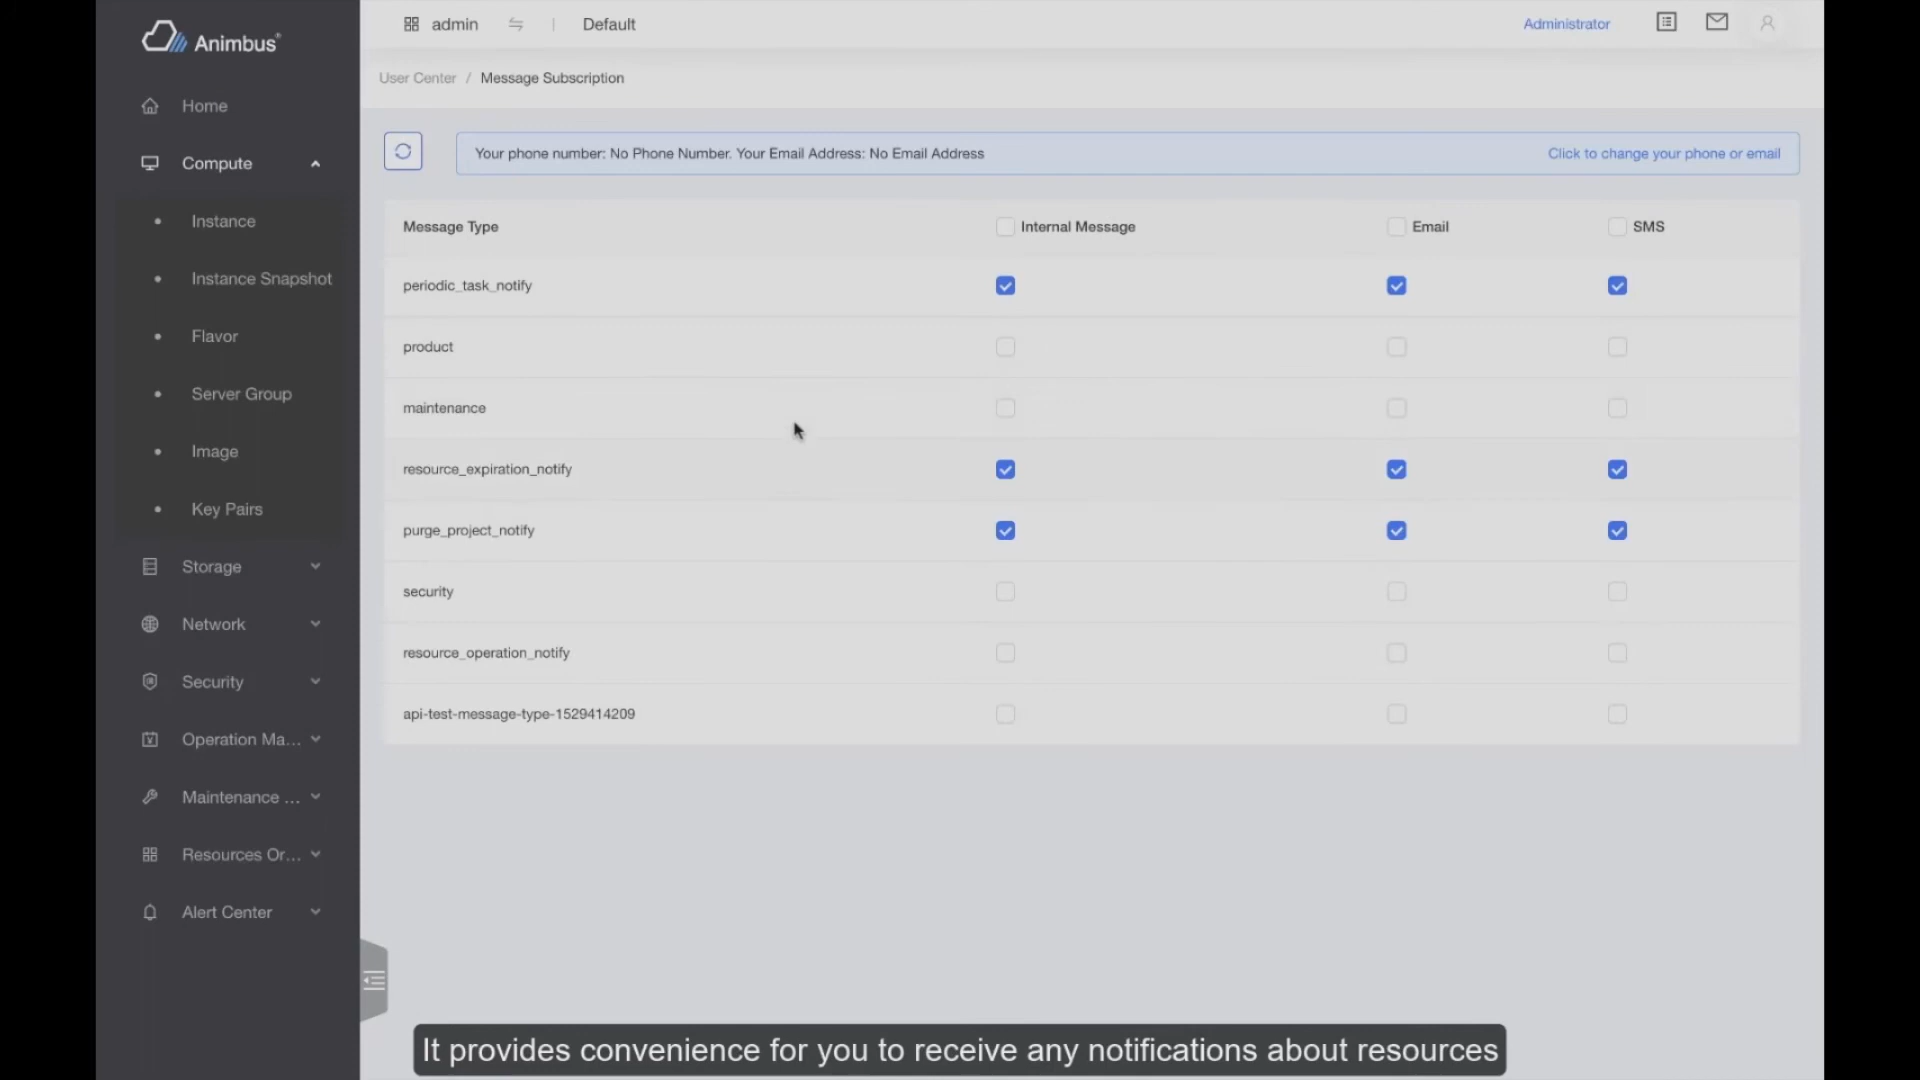 Animbus®
admin
Default
Administrator
User Center / Message Subscription
Home
Compute
Instance
Instance Snapshot
Flavor
Server Group
Image
Key Pairs
Storage
Network
Security
Operation Ma...
Maintenance ...
Resources Or...
Alert Center
Your phone number: No Phone Number. Your Email Address: No Email Address
Click to change your phone or email
Message Type Internal Message Email SMS
periodic_task_notify
product
maintenance
resource_expiration_notify
purge_project_notify
security
resource_operation_notify
api-test-message-type-1529414209
It provides convenience for you to receive any notifications about resources